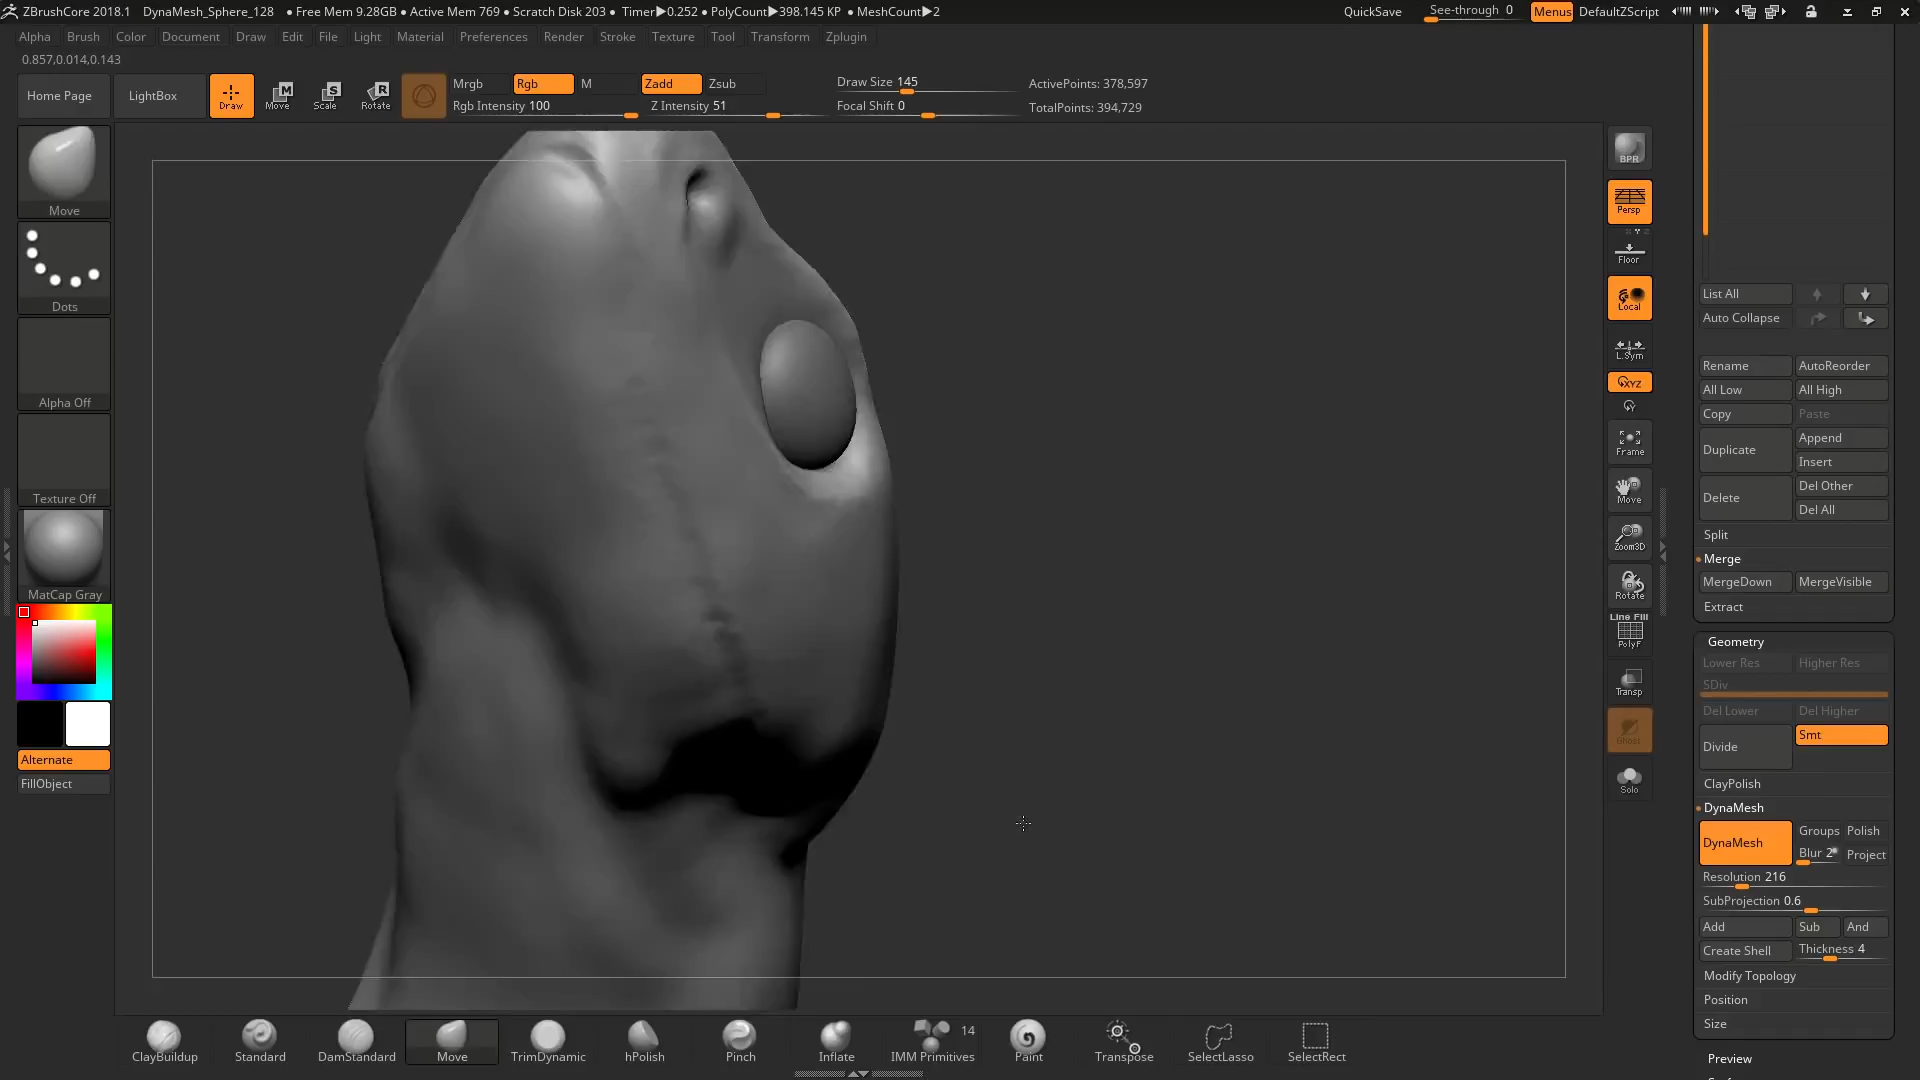 ZBrushCore 2018.1 DynaMesh_Sphere_128 • Free Mem 9.28GB • Active Mem 769 • Scratch Disk 203 • Timer▶0.252 • PolyCount▶398.145 KP • MeshCount▶2 QuickSave See-through 0 Menus DefaultZScript
Alpha Brush Color Document Draw Edit File Light Material Preferences Render Stroke Texture Tool Transform Zplugin
0.857,0.014,0.143
Home Page LightBox Draw Move Scale Rotate
Mrgb Rgb M Zadd Zsub Draw Size 145 ActivePoints: 378,597
Rgb Intensity 100 Z Intensity 51 Focal Shift 0 TotalPoints: 394,729
Move
Dots
Alpha Off
Texture Off
MatCap Gray
Alternate
FillObject
BPR
Persp
Floor
Local
L.Sym
XYZ
Frame
Move
Zoom3D
Rotate
Line Fill
PolyF
Transp
Ghost
Solo
List All
Auto Collapse
Rename AutoReorder
All Low All High
Copy Paste
Duplicate Append
Insert
Delete Del Other
Del All
Split
Merge
MergeDown MergeVisible
Extract
Geometry
Lower Res Higher Res
SDiv
Del Lower Del Higher
Divide Smt
ClayPolish
DynaMesh
DynaMesh Groups Polish
Blur 2 Project
Resolution 216
SubProjection 0.6
Add Sub And
Create Shell Thickness 4
Modify Topology
Position
Size
Preview
ClayBuildup Standard DamStandard Move TrimDynamic hPolish Pinch Inflate IMM Primitives 14 Paint Transpose SelectLasso SelectRect